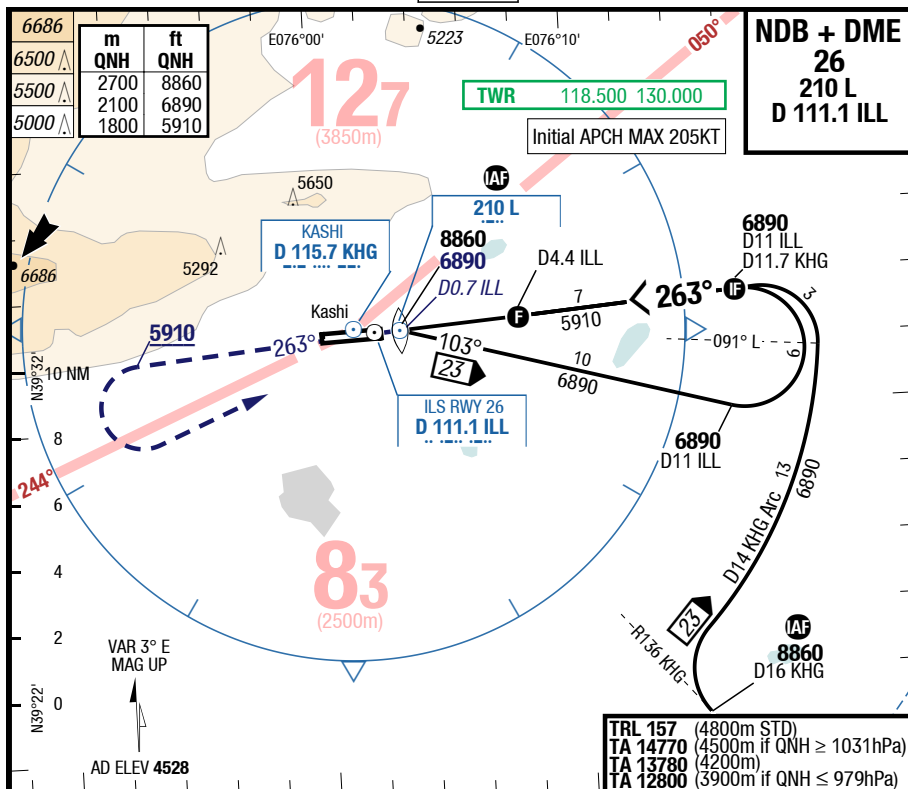 6686
6500
5500
5000
m ft
QNH QNH
2700 8860
2100 6890
1800 5910
E076°00'
5223
E076°10'
050°
NDB + DME
26
210 L
D 111.1 ILL
127
(3850m)
TWR 118.500 130.000
Initial APCH MAX 205KT
IAF
210 L
5650
KASHI
D 115.7 KHG
8860
6890
D0.7 ILL
D4.4 ILL
6890
D11 ILL
D11.7 KHG
6686
5292
Kashi
F
7
5910
263°
IF
3
5910
263°
103°
23
10
6890
091° L
9
N39°32'
10 NM
ILS RWY 26
D 111.1 ILL
6890
D11 ILL
8
244°
6
83
(2500m)
D14 KHG Arc 13
6890
4
23
R136 KHG
IAF
8860
D16 KHG
2
VAR 3° E
MAG UP
N39°22'
0
AD ELEV 4528
TRL 157 (4800m STD)
TA 14770 (4500m if QNH ≥ 1031hPa)
TA 13780 (4200m)
TA 12800 (3900m if QNH ≤ 979hPa)